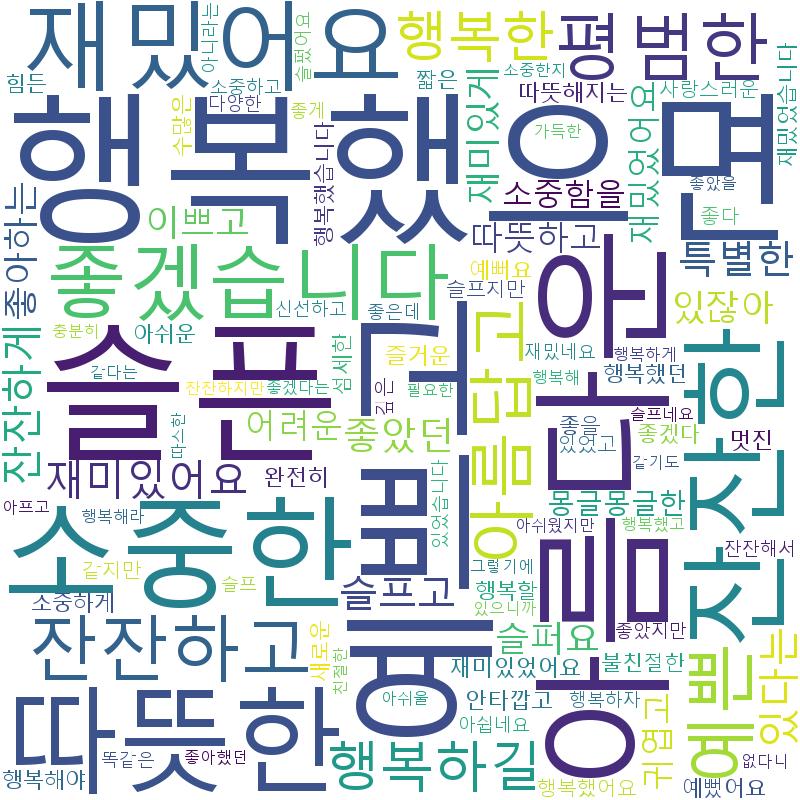 재밌어요
행복한
평범한
힘든
아니라는
소중하고
다양한
슬펐어요
좋게
수많은
짧은
소중한지
따뜻해지는
사랑스러운
재밌었습니다
행복했
으면
가득한
재미있게
재밌었어요
좋아하는
이쁘고
행복했습니다
소중함을
따뜻하고
좋았을
좋다
특별한
좋겠습니다
예뻐요
슬프지만
신선하고
좋은데
있잖아
충분히
아쉬운
잔잔하게
슬픈
같다는
즐거운
섬세한
재밌네요
행복하게
행복했던
잔잔하지만
좋겠다는
깊은
필요한
행복해
아름답고
아름다운
슬프네요
따스한
어려운
좋았던
좋을
있었고
좋겠다
멋진
같기도
잔잔한
재미있어요
완전히
있었습니다
몽글몽글한
아프고
행복해라
소중한
아쉬웠지만
행복했고
잔잔해서
같지만
슬프
슬프고
그렇기에
행복할
있으니까
소중하게
잔잔하고
새로운
친절한
슬퍼요
좋았지만
재미있었어요
불친절한
예쁜
있다는
따뜻한
아쉬울
안타깝고
행복하자
귀엽고
아쉽네요
행복해야
똑같은
좋아했던
행복하길
행복했어요
예뻤어요
없다니